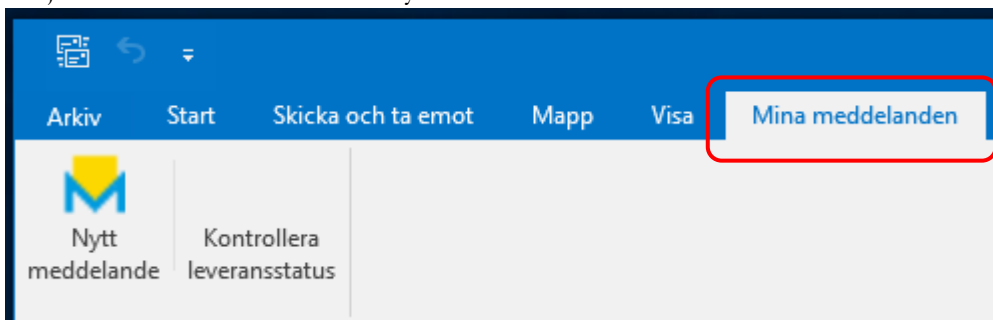 Arkiv Start Skicka och ta emot Mapp Visa Mina meddelanden
Nytt
meddelande
Kontrollera
leveransstatus